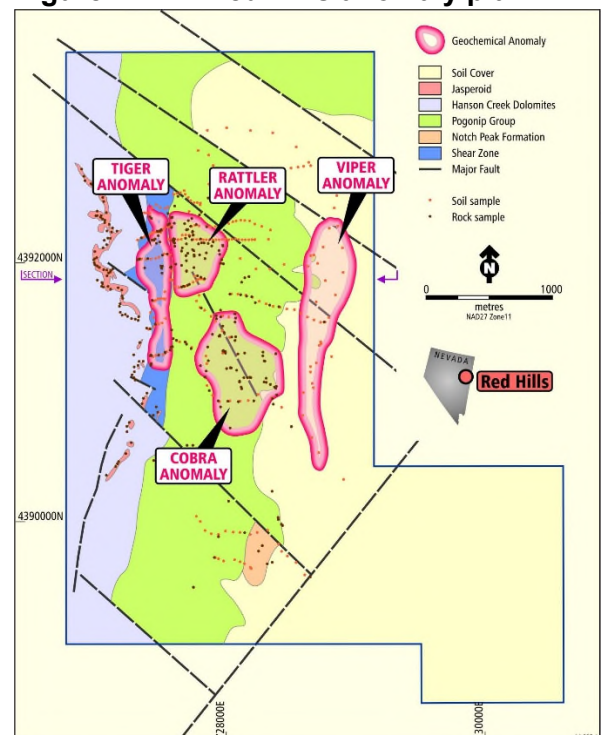 Geochemical Anomaly
Soil Cover
Jasperoid
Hanson Creek Dolomites
Pogonip Group
Notch Peak Formation
Shear Zone
Major Fault
Soil sample
Rock sample
TIGER
ANOMALY
RATTLER
ANOMALY
VIPER
ANOMALY
4392000N
SECTION
N
0 1000
metres
NAD27 Zone11
NEVADA
Red Hills
COBRA
ANOMALY
4390000N
28000E
30000E